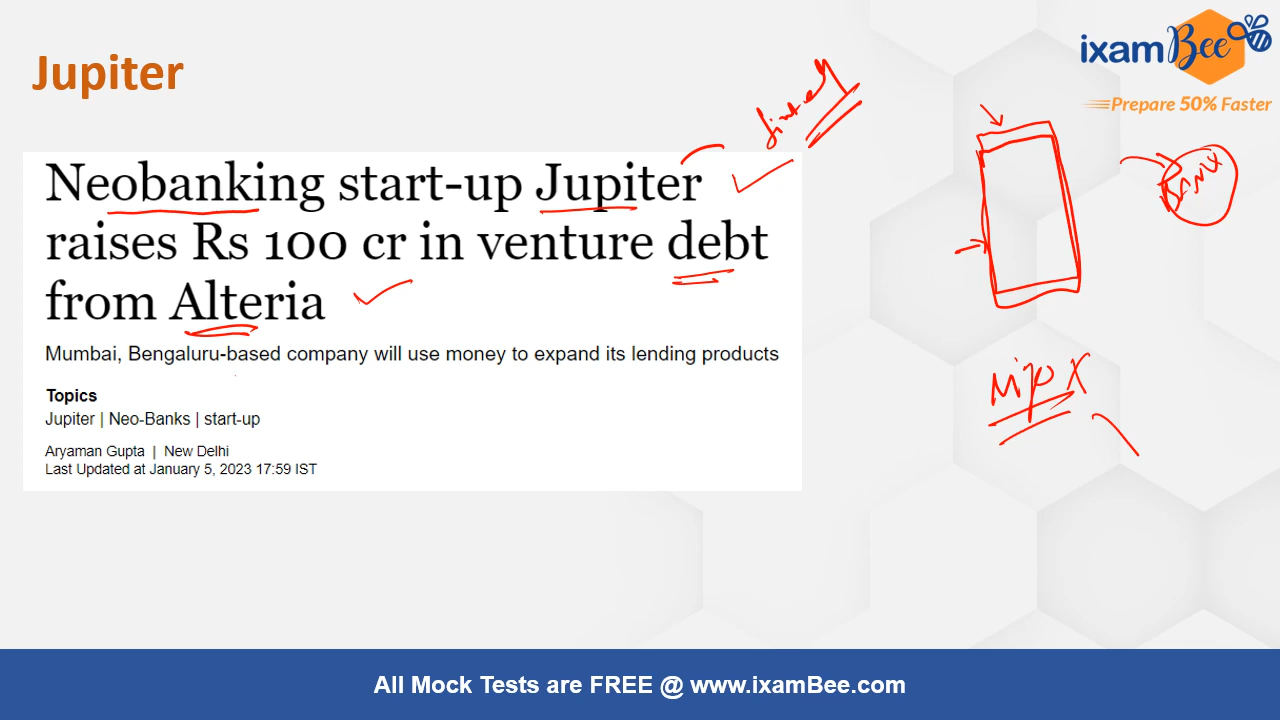 ixamBee
Prepare 50% Faster
Jupiter
Neobanking start-up Jupiter
raises Rs 100 cr in venture debt
from Alteria
Mumbai, Bengaluru-based company will use money to expand its lending products
Topics
Jupiter | Neo-Banks | start-up
Aryaman Gupta | New Delhi
Last Updated at January 5, 2023 17:59 IST
All Mock Tests are FREE @ www.ixamBee.com